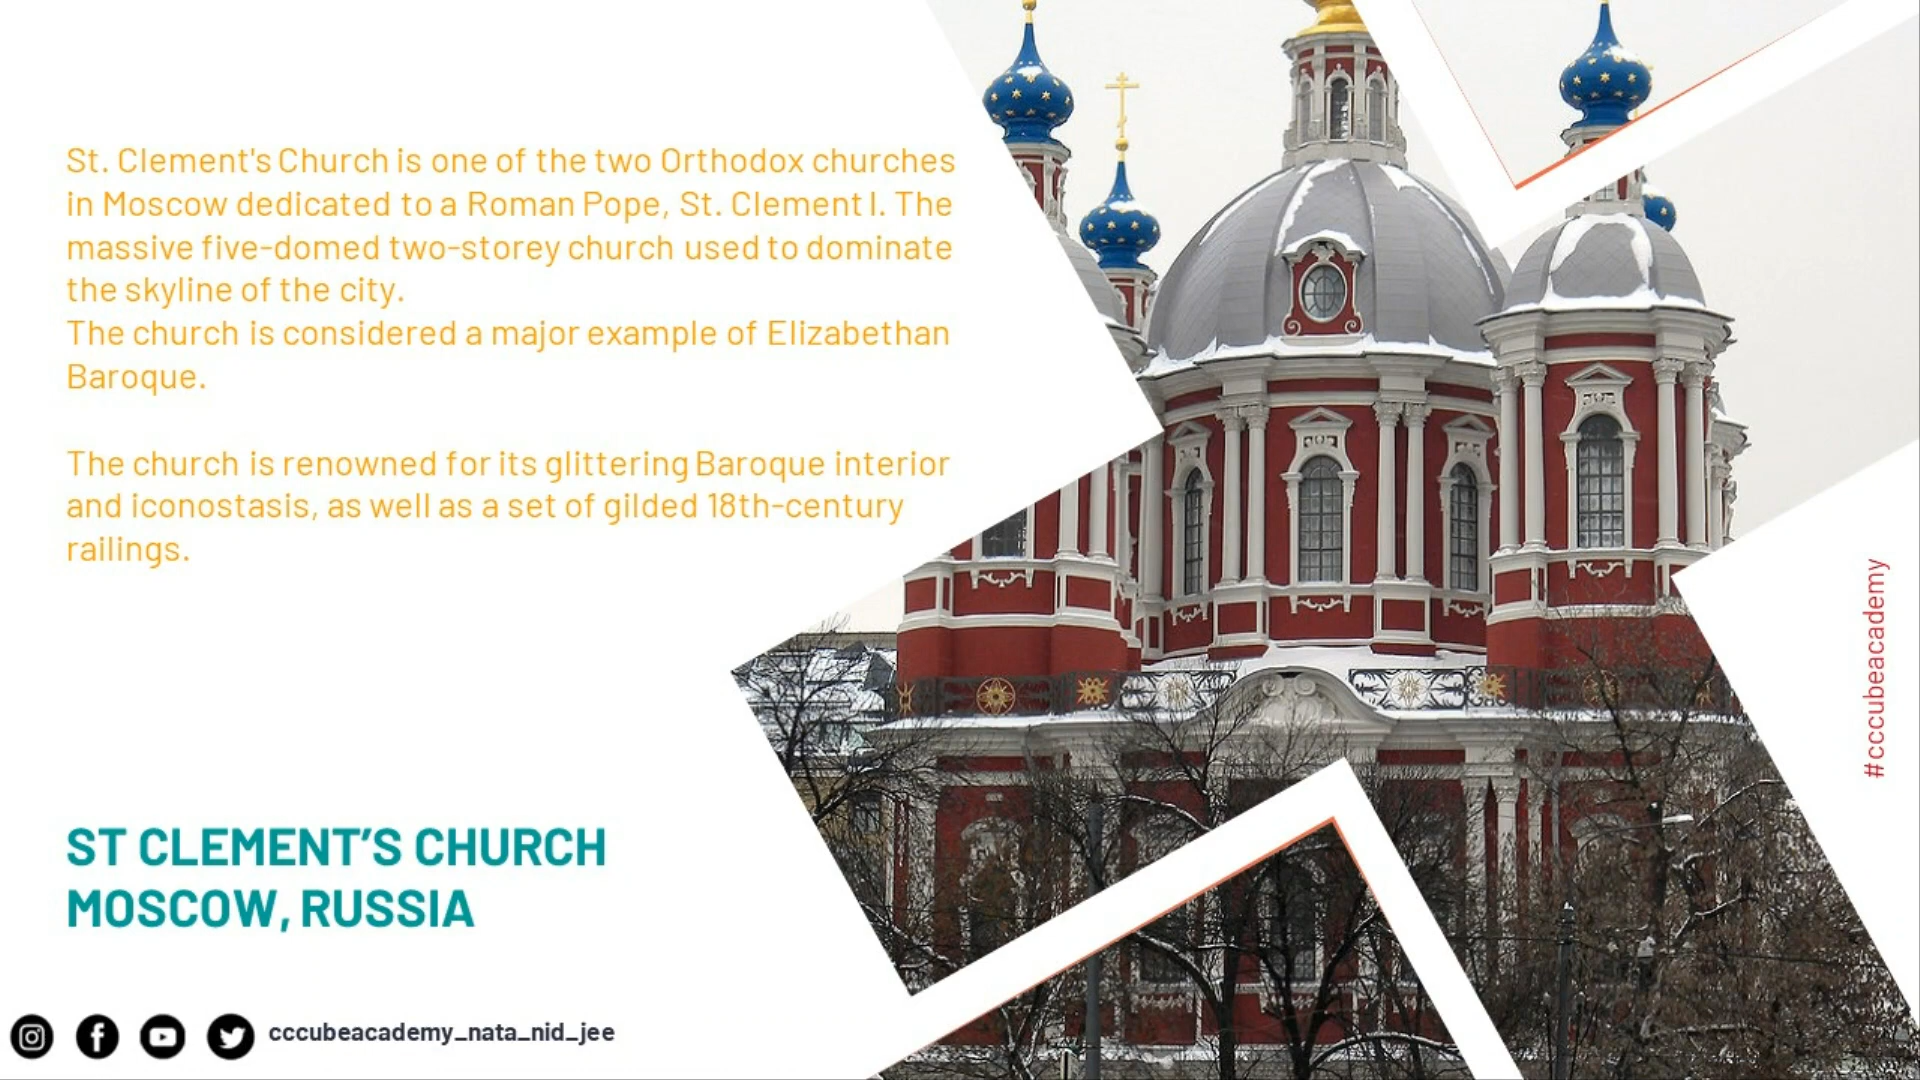 St. Clement's Church is one of the two Orthodox churches
in Moscow dedicated to a Roman Pope, St. Clement I. The
massive five-domed two-storey church used to dominate
the skyline of the city.
The church is considered a major example of Elizabethan
Baroque.
The church is renowned for its glittering Baroque interior
and iconostasis, as well as a set of gilded 18th-century
railings.
ST CLEMENT’S CHURCH
MOSCOW, RUSSIA
cccubeacademy_nata_nid_jee
#cccubeacademy